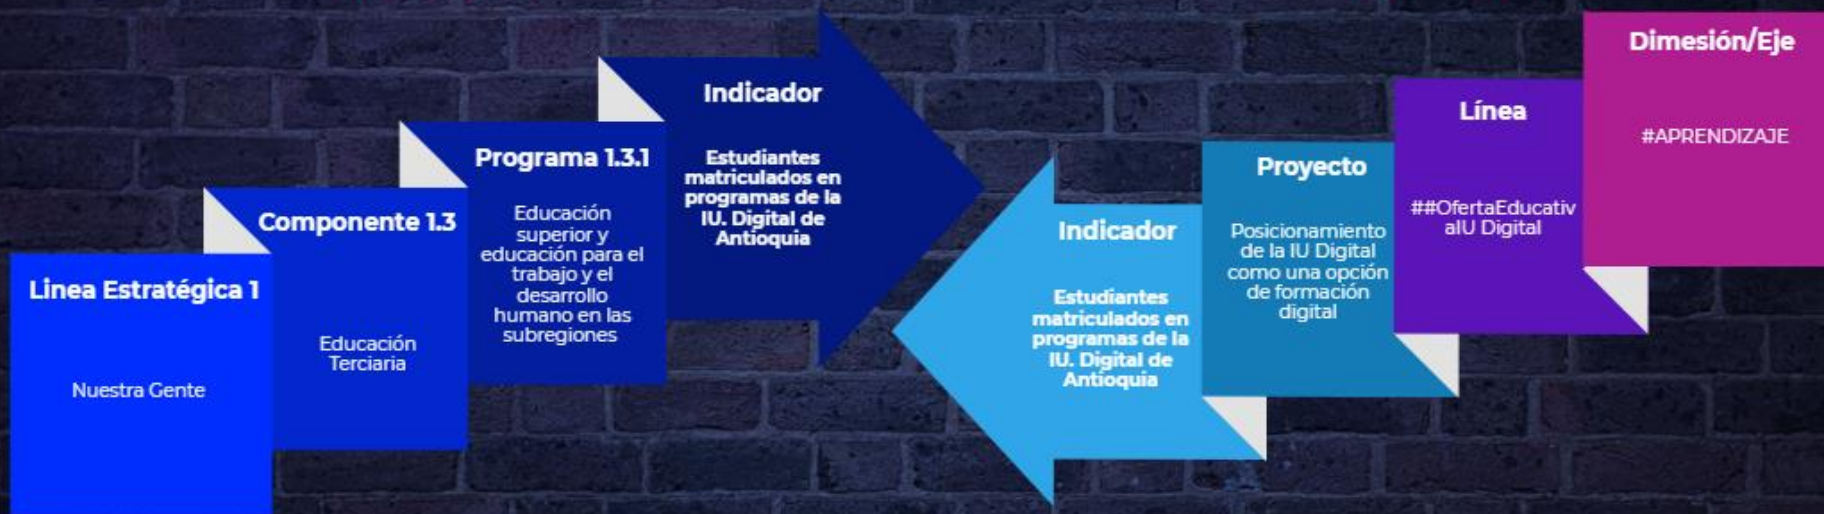 Linea Estratégica 1
Nuestra Gente
Componente 1.3
Educación
Terciaria
Programa 1.3.1
Educación
superior y
educación para el
trabajo y el
desarrollo
humano en las
subregiones
Indicador
Estudiantes
matriculados en
programas de la
IU. Digital de
Antioquia
Indicador
Estudiantes
matriculados en
programas de la
IU. Digital de
Antioquia
Proyecto
Posicionamiento
de la IU Digital
como una opción
de formación
digital
Línea
##OfertaEducativ
aIU Digital
Dimesión/Eje
#APRENDIZAJE